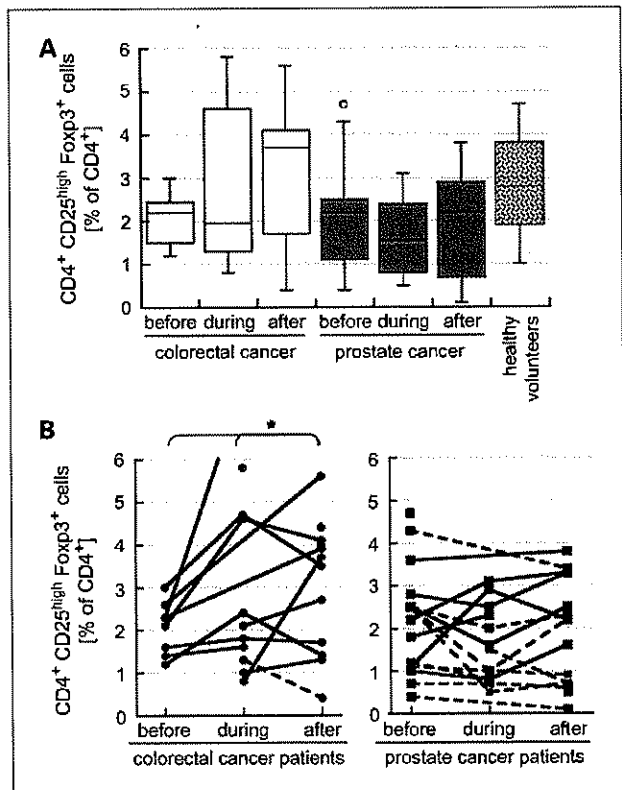 A
CD4+ CD25high Foxp3+ cells
[% of CD4+]
6
5
4
3
2
1
0
before during after before during after
colorectal cancer prostate cancer
healthy
volunteers
B
*
CD4+ CD25high Foxp3+ cells
[% of CD4+]
6
5
4
3
2
1
0
before during after
colorectal cancer patients
6
5
4
3
2
1
0
before during after
prostate cancer patients